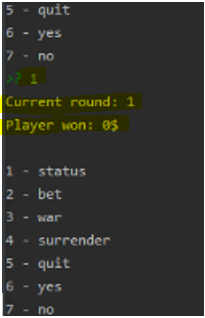 5 - quit
6 - yes
7 - no
>? 1
Current round: 1
Player won: 0$
1 - status
2 - bet
3 - war
4 - surrender
5 - quit
6 - yes
7 - no